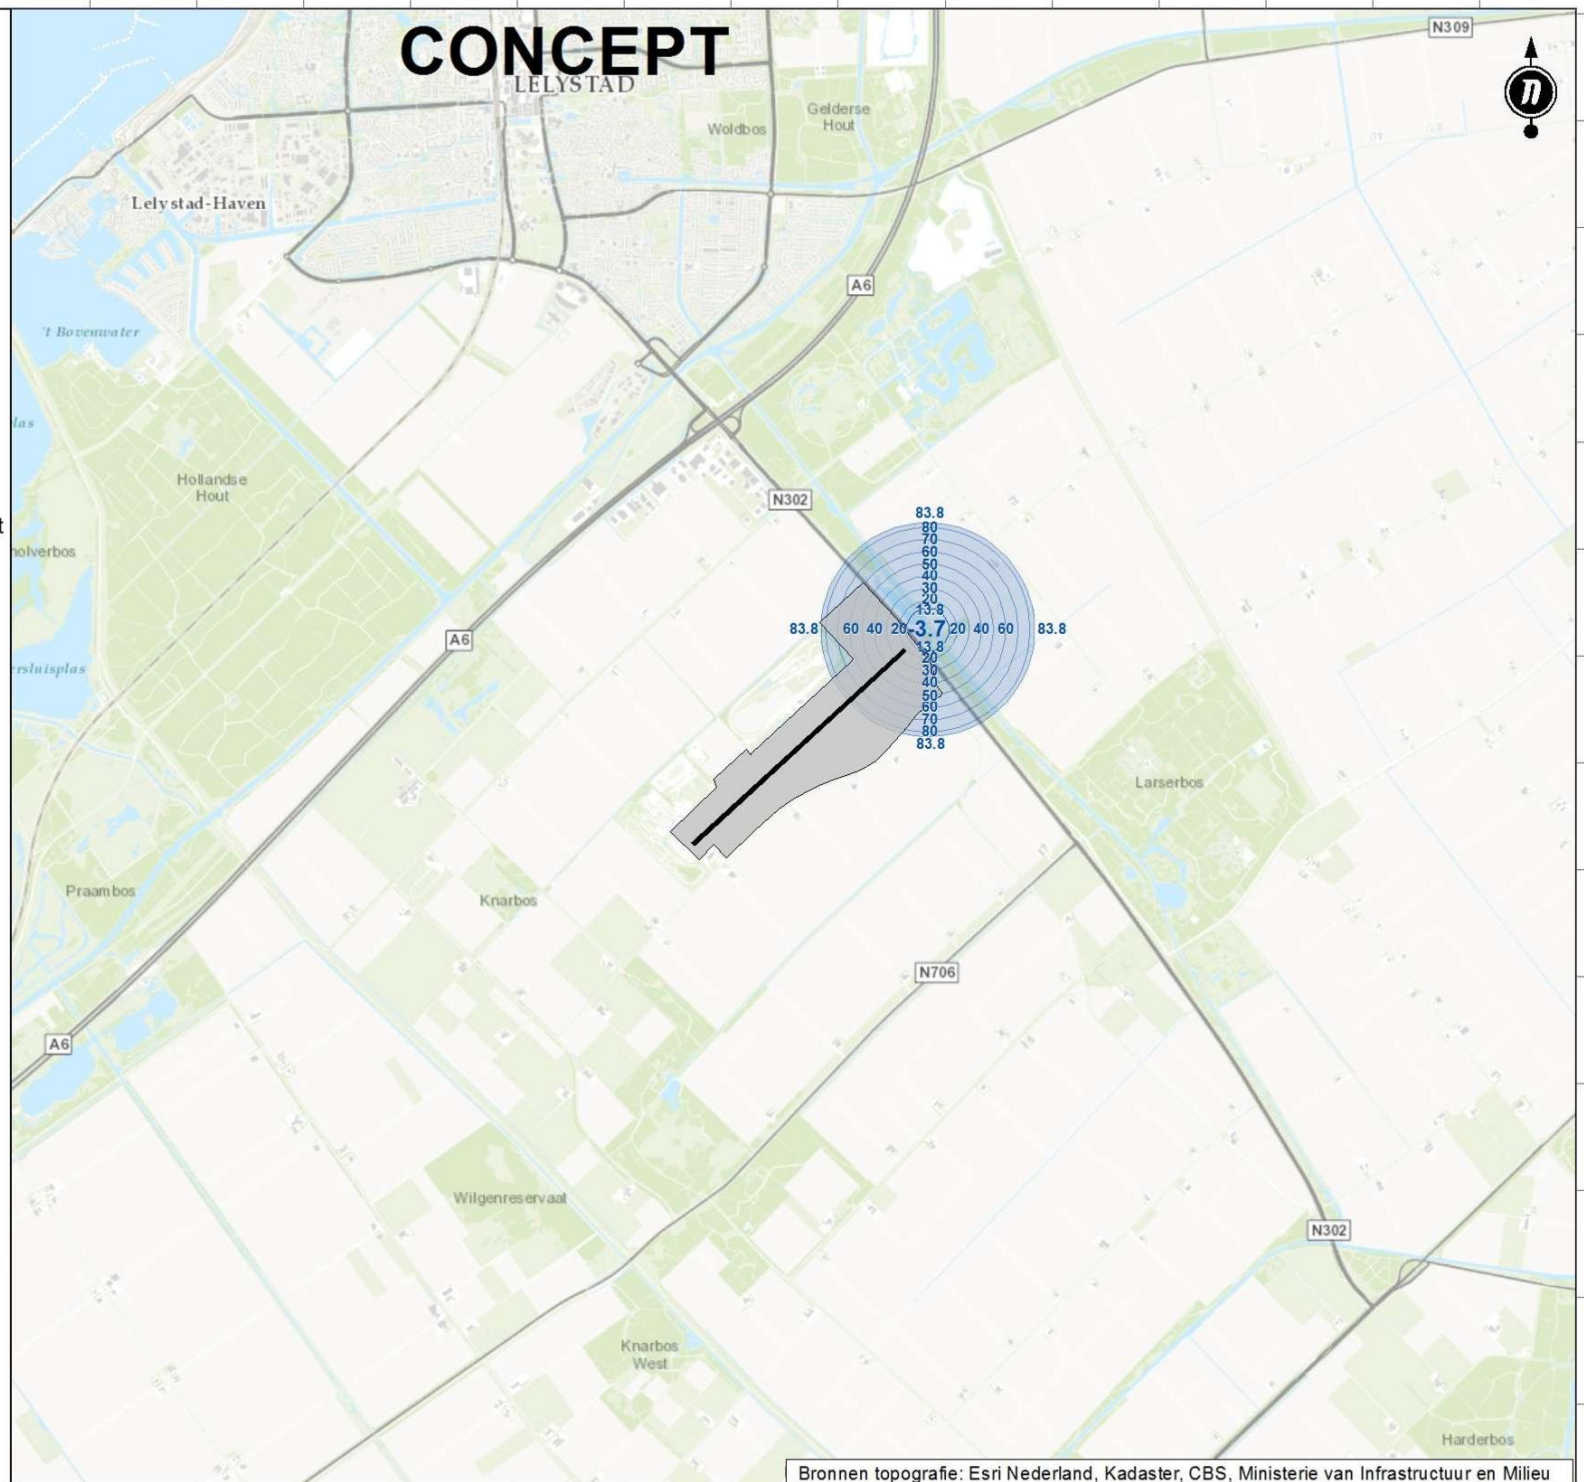 CONCEPT
N309
LELYSTAD
Gelderse
Hout
Woldbos
Lelystad-Haven
A6
't Bovenwater
las
Hollandse
Hout
N302
83.8
80
70
60
50
40
30
20
13.8
83.8 60 40 20 -3.7 20 40 60 83.8
13.8
20
30
40
50
60
70
80
83.8
t
holverbos
A6
rsluisplas
Larserbos
Praambos
Knarbos
N706
A6
Wilgenreservaat
N302
Knarbos
West
Harderbos
Bronnen topografie: Esri Nederland, Kadaster, CBS, Ministerie van Infrastructuur en Milieu